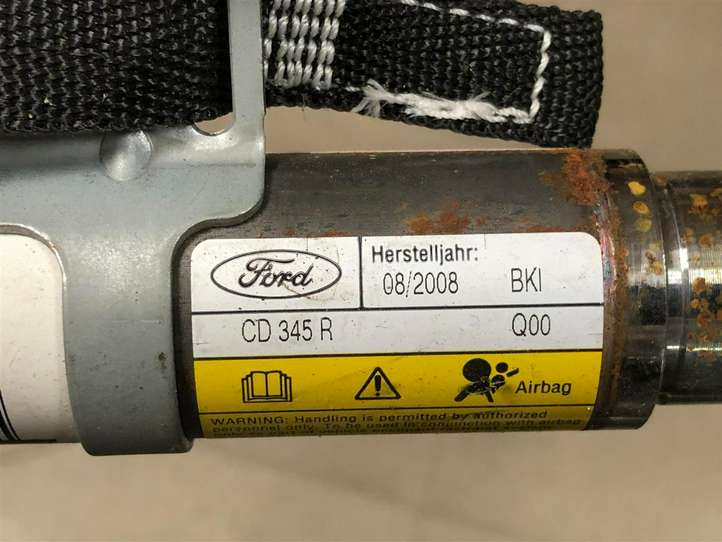 Ford
Herstelljahr:
08/2008 BKI
CD 345 R Q00
Airbag
WARNING: Handling is permitted by authorized
personnel only. To be used in conjunction with airbag